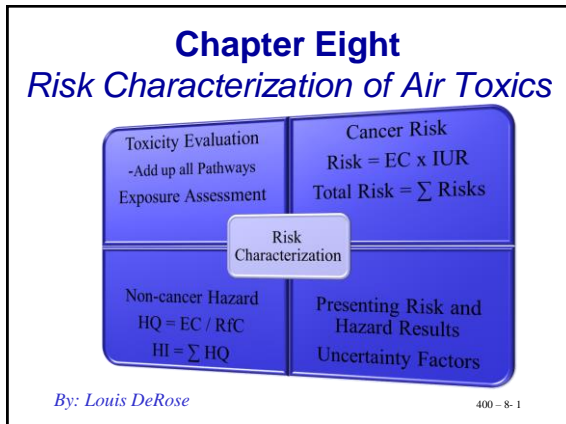 Chapter Eight
Risk Characterization of Air Toxics
Toxicity Evaluation
-Add up all Pathways
Exposure Assessment
Cancer Risk
Risk = EC x IUR
Total Risk = ∑ Risks
Risk
Characterization
Non-cancer Hazard
HQ = EC / RfC
HI = ∑ HQ
Presenting Risk and
Hazard Results
Uncertainty Factors
By: Louis DeRose
400 – 8- 1